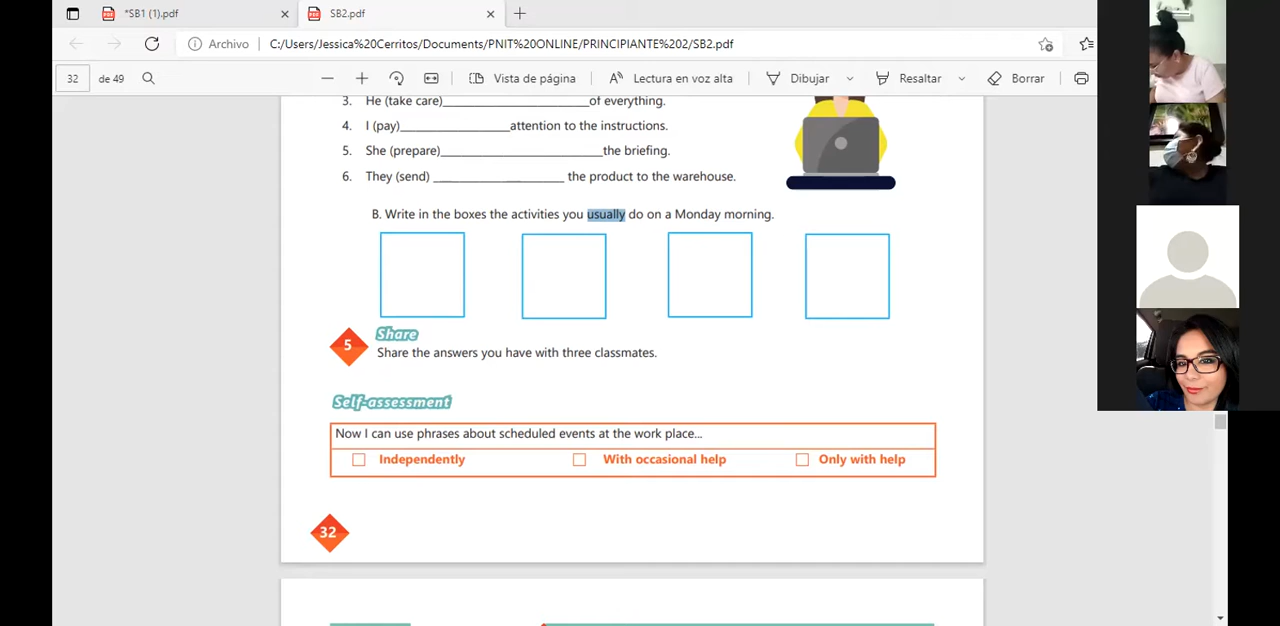 *SB1 (1).pdf
SB2.pdf
Archivo
C:/Users/Jessica%20Cerritos/Documents/PNIT%20ONLINE/PRINCIPIANTE%202/SB2.pdf
32 de 49
Vista de página
Lectura en voz alta
Dibujar
Resaltar
Borrar
3. He (take care)____________________of everything.
4. I (pay)_______________attention to the instructions.
5. She (prepare)______________________the briefing.
6. They (send) __________________ the product to the warehouse.
B. Write in the boxes the activities you usually do on a Monday morning.
5
Share
Share the answers you have with three classmates.
Self-assessment
Now I can use phrases about scheduled events at the work place...
Independently
With occasional help
Only with help
32